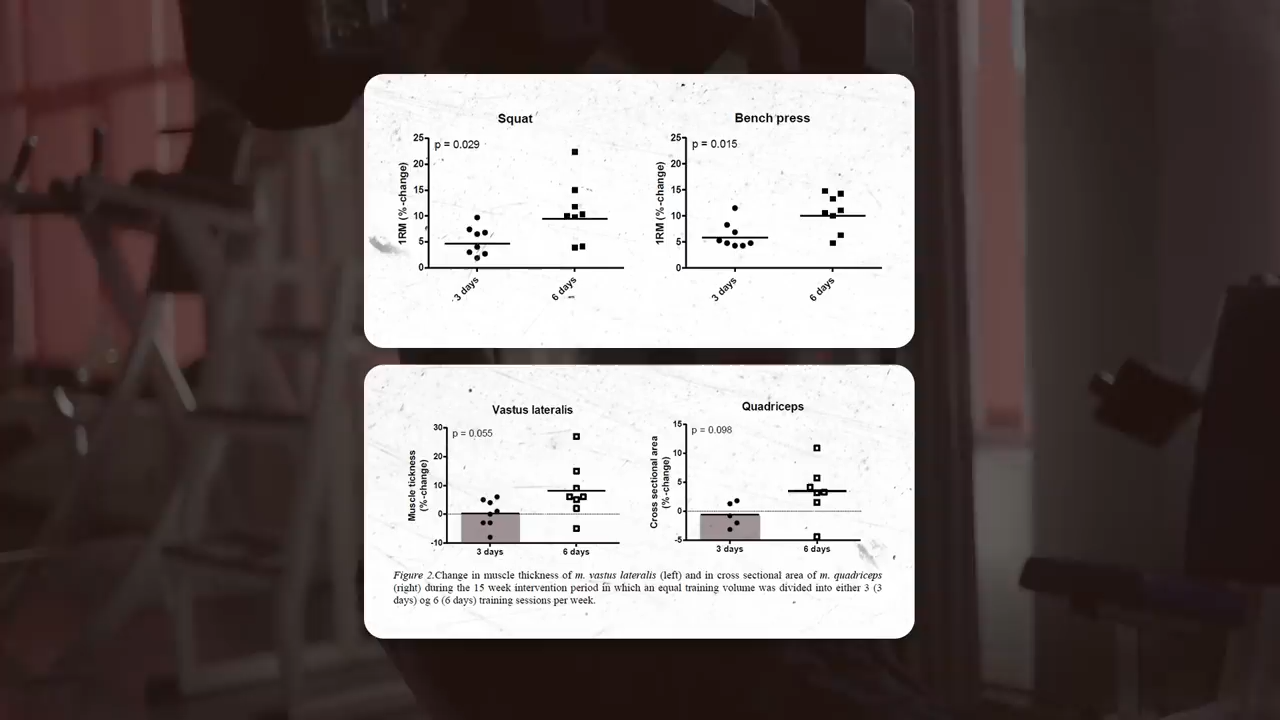 Squat
Bench press
p = 0.029
p = 0.015
1RM (%-change)
25
20
15
10
5
0
3 days
6 days
1RM (%-change)
25
20
15
10
5
0
3 days
6 days
Vastus lateralis
Quadriceps
p = 0.055
p = 0.098
Muscle tickness
(%-change)
30
20
10
0
-10
3 days
6 days
Cross sectional area
(%-change)
15
10
5
0
-5
3 days
6 days
Figure 2.Change in muscle thickness of m. vastus lateralis (left) and in cross sectional area of m. quadriceps
(right) during the 15 week intervention period in which an equal training volume was divided into either 3 (3
days) og 6 (6 days) training sessions per week.